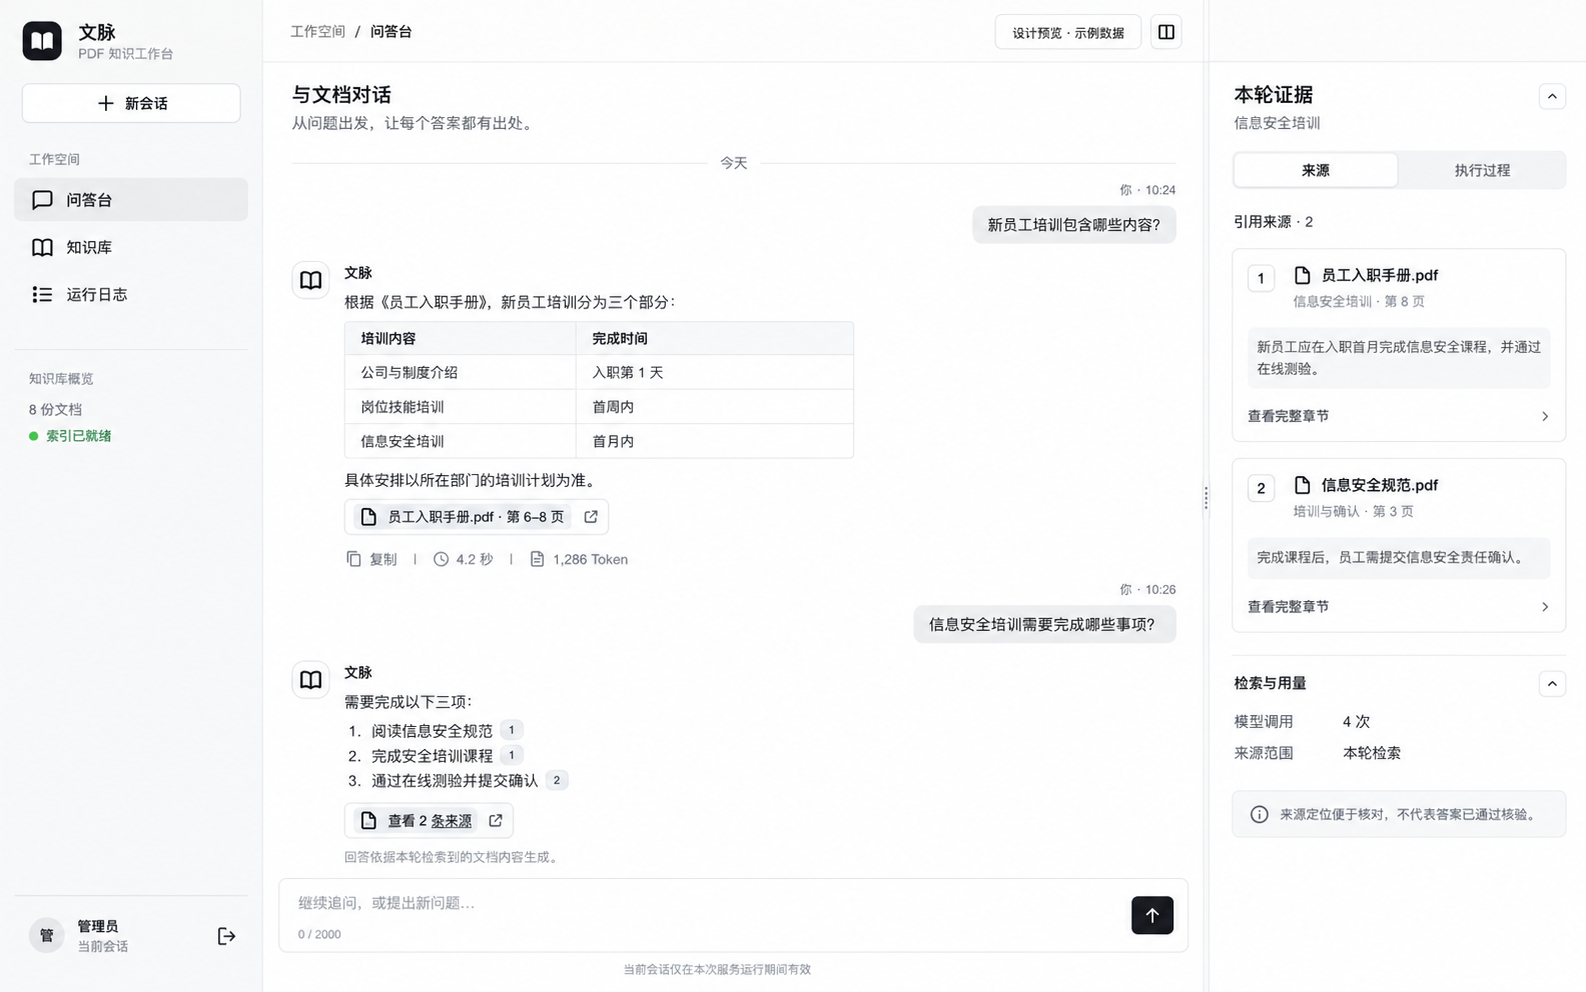 文脉
PDF 知识工作台
新会话
工作空间
问答台
知识库
运行日志
知识库概览
8 份文档
索引已就绪
管
管理员
当前会话
工作空间 / 问答台
设计预览 · 示例数据
与文档对话
从问题出发，让每个答案都有出处。
今天
你 · 10:24
新员工培训包含哪些内容？
文脉
根据《员工入职手册》，新员工培训分为三个部分：
培训内容 完成时间
公司与制度介绍 入职第 1 天
岗位技能培训 首周内
信息安全培训 首月内
具体安排以所在部门的培训计划为准。
员工入职手册.pdf · 第 6–8 页
复制 | 4.2 秒 | 1,286 Token
你 · 10:26
信息安全培训需要完成哪些事项？
文脉
需要完成以下三项：
1. 阅读信息安全规范 1
2. 完成安全培训课程 1
3. 通过在线测验并提交确认 2
查看 2 条来源
回答依据本轮检索到的文档内容生成。
继续追问，或提出新问题…
0 / 2000
当前会话仅在本次服务运行期间有效
本轮证据
信息安全培训
来源 执行过程
引用来源 · 2
1 员工入职手册.pdf
信息安全培训 · 第 8 页
新员工应在入职首月完成信息安全课程，并通过
在线测验。
查看完整章节
2 信息安全规范.pdf
培训与确认 · 第 3 页
完成课程后，员工需提交信息安全责任确认。
查看完整章节
检索与用量
模型调用 4 次
来源范围 本轮检索
来源定位便于核对，不代表答案已通过核验。